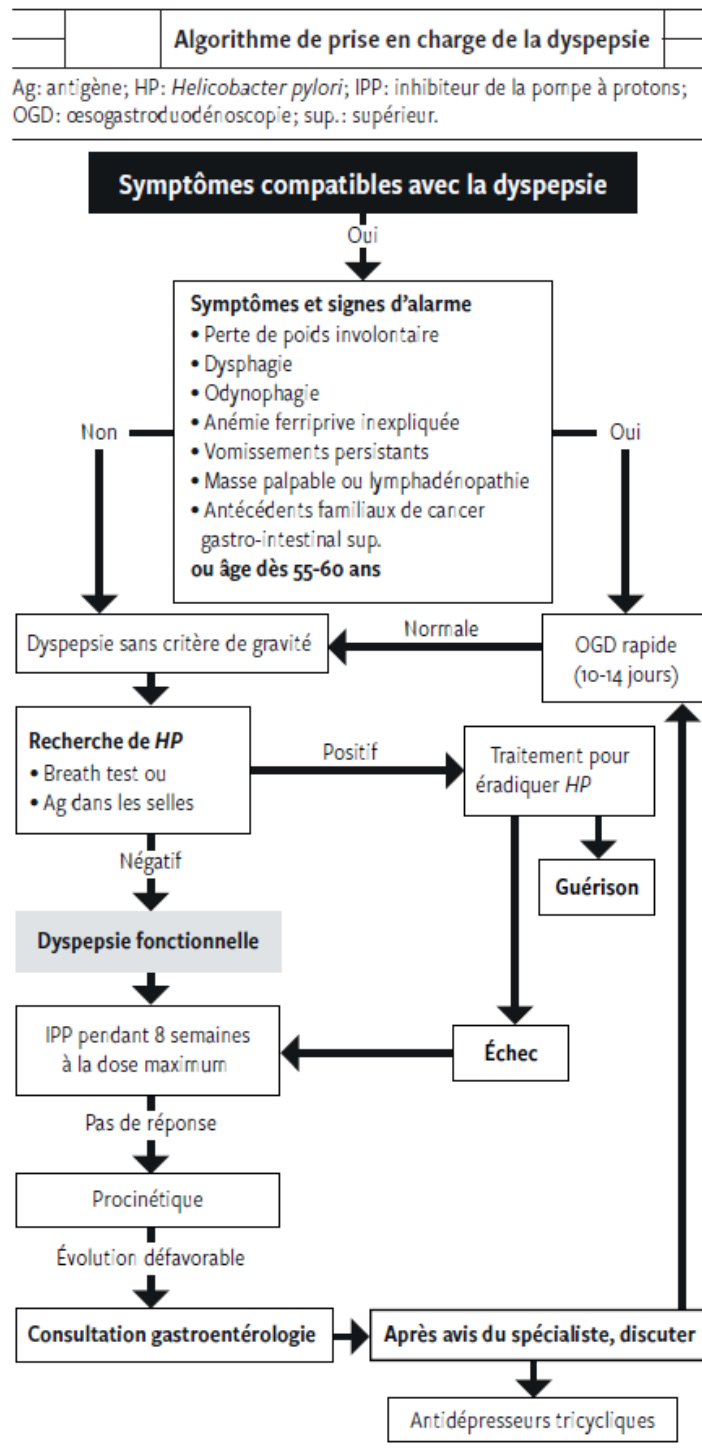 Algorithme de prise en charge de la dyspepsie
Ag: antigène; HP: Helicobacter pylori; IPP: inhibiteur de la pompe à protons;
OGD: œsogastroduodénoscopie; sup.: supérieur.
Symptômes compatibles avec la dyspepsie
Oui
Symptômes et signes d'alarme
• Perte de poids involontaire
• Dysphagie
• Odynophagie
• Anémie ferriprive inexpliquée
• Vomissements persistants
• Masse palpable ou lymphadénopathie
• Antécédents familiaux de cancer
gastro-intestinal sup.
ou âge dès 55-60 ans
Non
Oui
Dyspepsie sans critère de gravité
Normale
OGD rapide
(10-14 jours)
Recherche de HP
• Breath test ou
• Ag dans les selles
Positif
Traitement pour
éradiquer HP
Négatif
Guérison
Dyspepsie fonctionnelle
IPP pendant 8 semaines
à la dose maximum
Échec
Pas de réponse
Procinétique
Évolution défavorable
Consultation gastroentérologie
Après avis du spécialiste, discuter
Antidépresseurs tricycliques